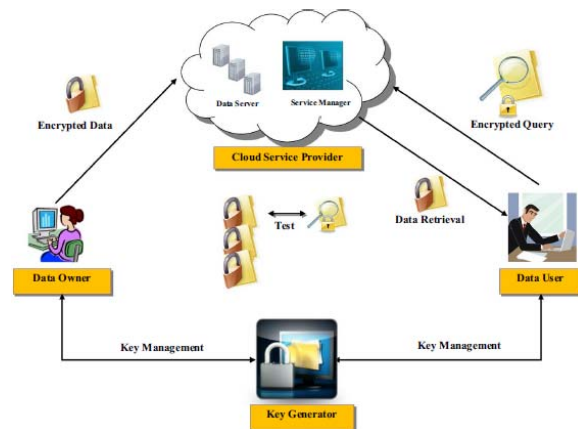 Data Server
Service Manager
Encrypted Data
Encrypted Query
Cloud Service Provider
Test
Data Retrieval
Data Owner
Data User
Key Management
Key Management
Key Generator